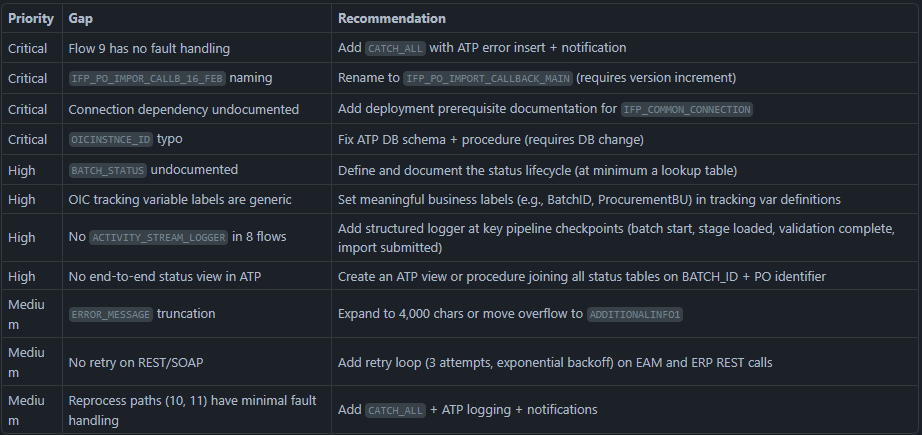 Priority Gap Recommendation
Critical Flow 9 has no fault handling Add CATCH_ALL with ATP error insert + notification
Critical IFP_PO_IMPOR_CALLB_16_FEB naming Rename to IFP_PO_IMPORT_CALLBACK_MAIN (requires version increment)
Critical Connection dependency undocumented Add deployment prerequisite documentation for IFP_COMMON_CONNECTION
Critical OICINSTNCE_ID typo Fix ATP DB schema + procedure (requires DB change)
High BATCH_STATUS undocumented Define and document the status lifecycle (at minimum a lookup table)
High OIC tracking variable labels are generic Set meaningful business labels (e.g., BatchID, ProcurementBU) in tracking var definitions
High No ACTIVITY_STREAM_LOGGER in 8 flows Add structured logger at key pipeline checkpoints (batch start, stage loaded, validation complete,
import submitted)
High No end-to-end status view in ATP Create an ATP view or procedure joining all status tables on BATCH_ID + PO identifier
Mediu
m ERROR_MESSAGE truncation Expand to 4,000 chars or move overflow to ADDITIONALINFO1
Mediu
m No retry on REST/SOAP Add retry loop (3 attempts, exponential backoff) on EAM and ERP REST calls
Mediu
m Reprocess paths (10, 11) have minimal fault
handling Add CATCH_ALL + ATP logging + notifications